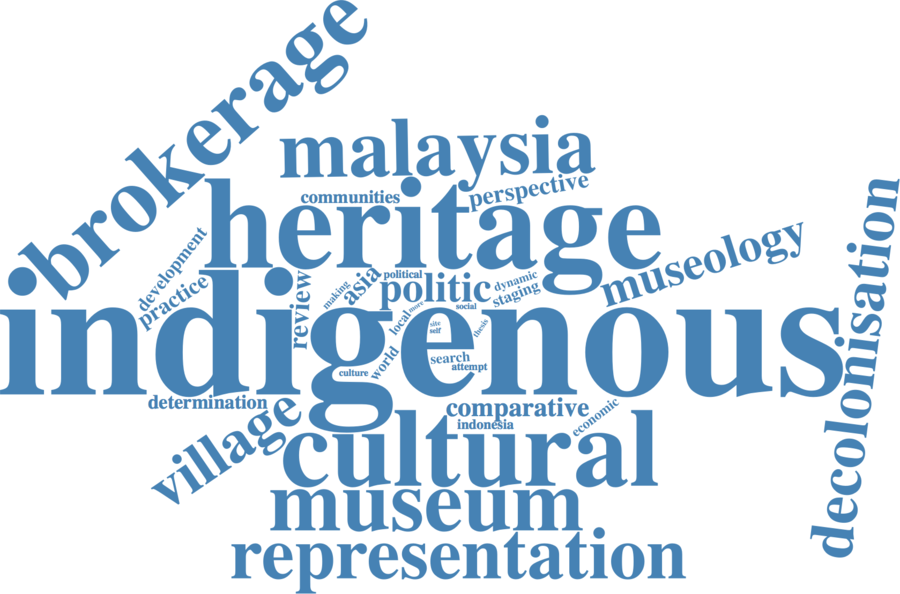 brokerage
malaysia
communities
perspective
heritage
decolonisation
museology
development
practice
review
making
asia
political
politic
dynamic
staging
indigenous
local
more
social
site
self
thesis
world
culture
search
attempt
determination
comparative
indonesia
economic
village
cultural
museum
representation